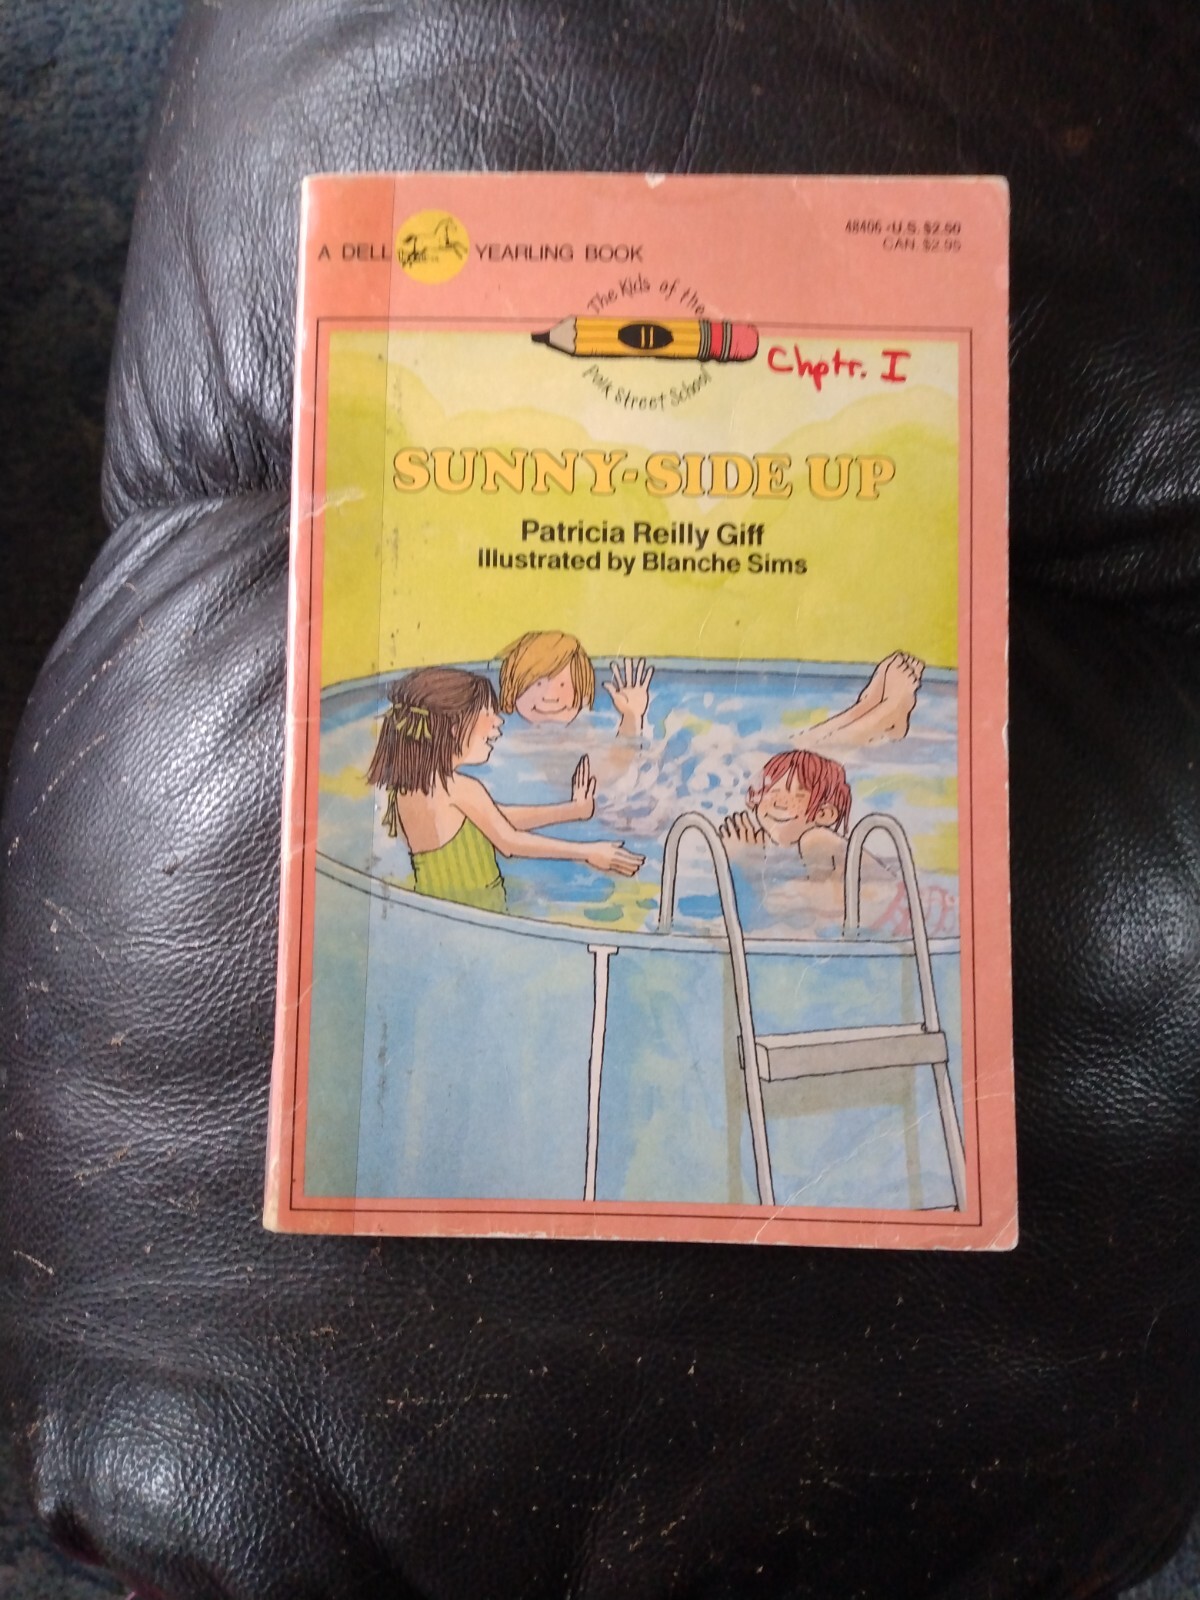 A DELL YEARLING BOOK
48406-U.S. $2.50
CAN. $2.95
The Kids of the
11
Polk Street School
Chptr. I
SUNNY-SIDE UP
Patricia Reilly Giff
Illustrated by Blanche Sims